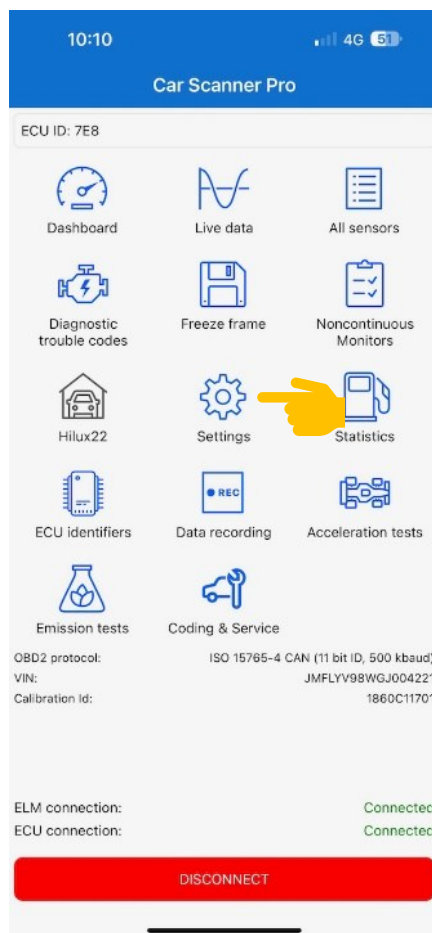 10:10 4G 51
Car Scanner Pro
ECU ID: 7E8
Dashboard Live data All sensors
Diagnostic trouble codes Freeze frame Noncontinuous Monitors
Hilux22 Settings Statistics
REC
ECU identifiers Data recording Acceleration tests
Emission tests Coding & Service
OBD2 protocol: ISO 15765-4 CAN (11 bit ID, 500 kbaud)
VIN: JMFLYV98WGJ004221
Calibration Id: 1860C1170
ELM connection: Connected
ECU connection: Connected
DISCONNECT